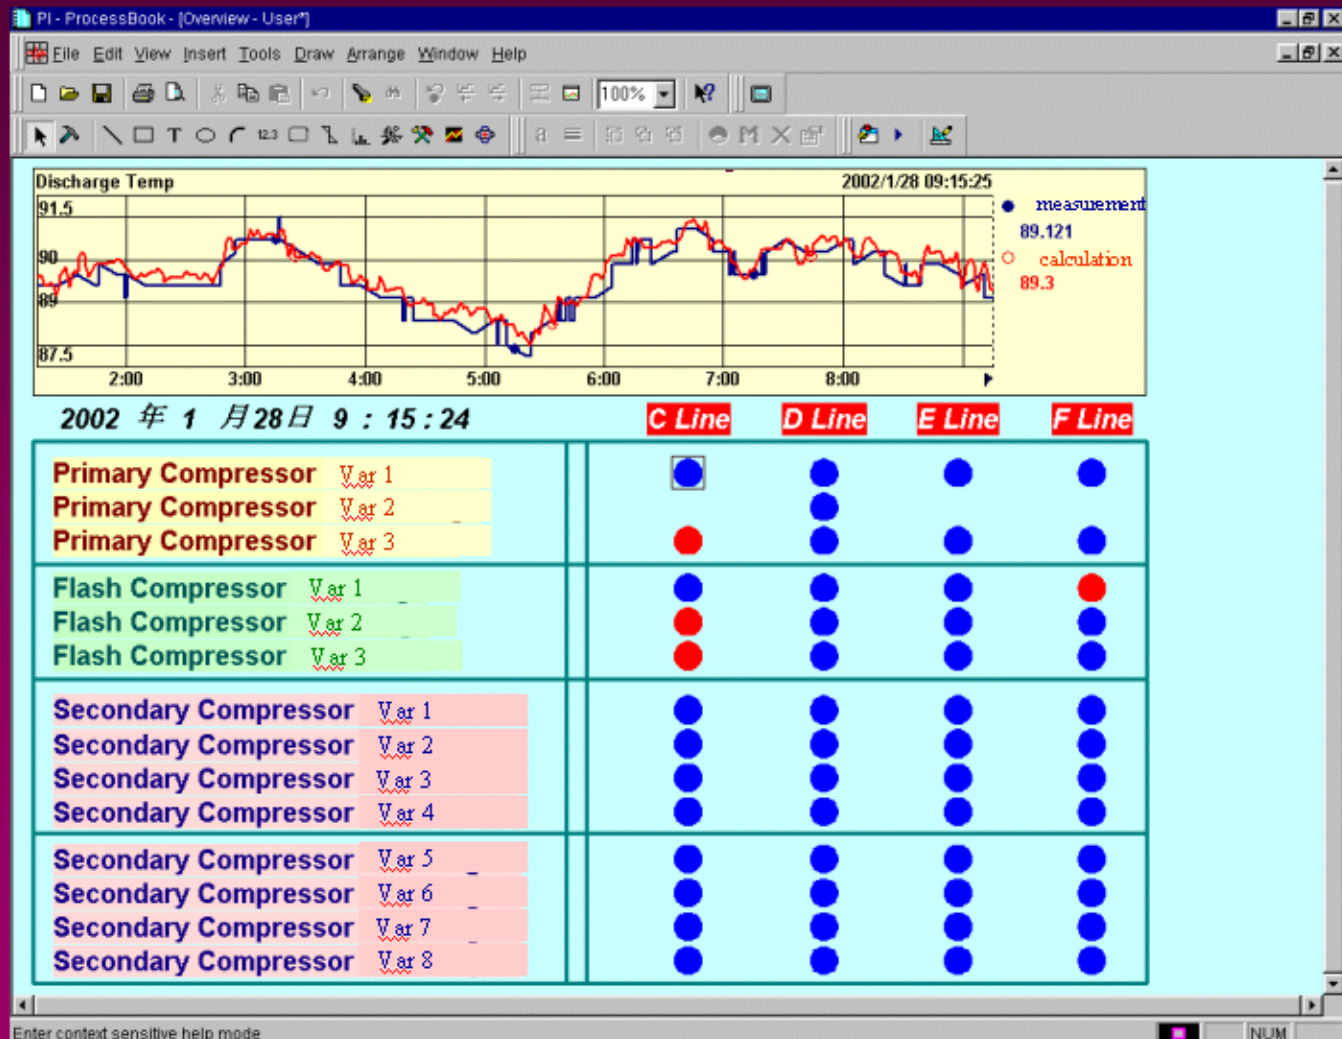 PI - ProcessBook - [Overview - User*]
File Edit View Insert Tools Draw Arrange Window Help
100%
T 12.3 a M
Discharge Temp 2002/1/28 09:15:25
91.5
90
89
87.5
2:00 3:00 4:00 5:00 6:00 7:00 8:00
measurement
89.121
calculation
89.3
2002 年 1 月28日 9 : 15 : 24 C Line D Line E Line F Line
Primary Compressor Var 1
Primary Compressor Var 2
Primary Compressor Var 3
Flash Compressor Var 1
Flash Compressor Var 2
Flash Compressor Var 3
Secondary Compressor Var 1
Secondary Compressor Var 2
Secondary Compressor Var 3
Secondary Compressor Var 4
Secondary Compressor Var 5
Secondary Compressor Var 6
Secondary Compressor Var 7
Secondary Compressor Var 8
Enter context sensitive help mode NUM